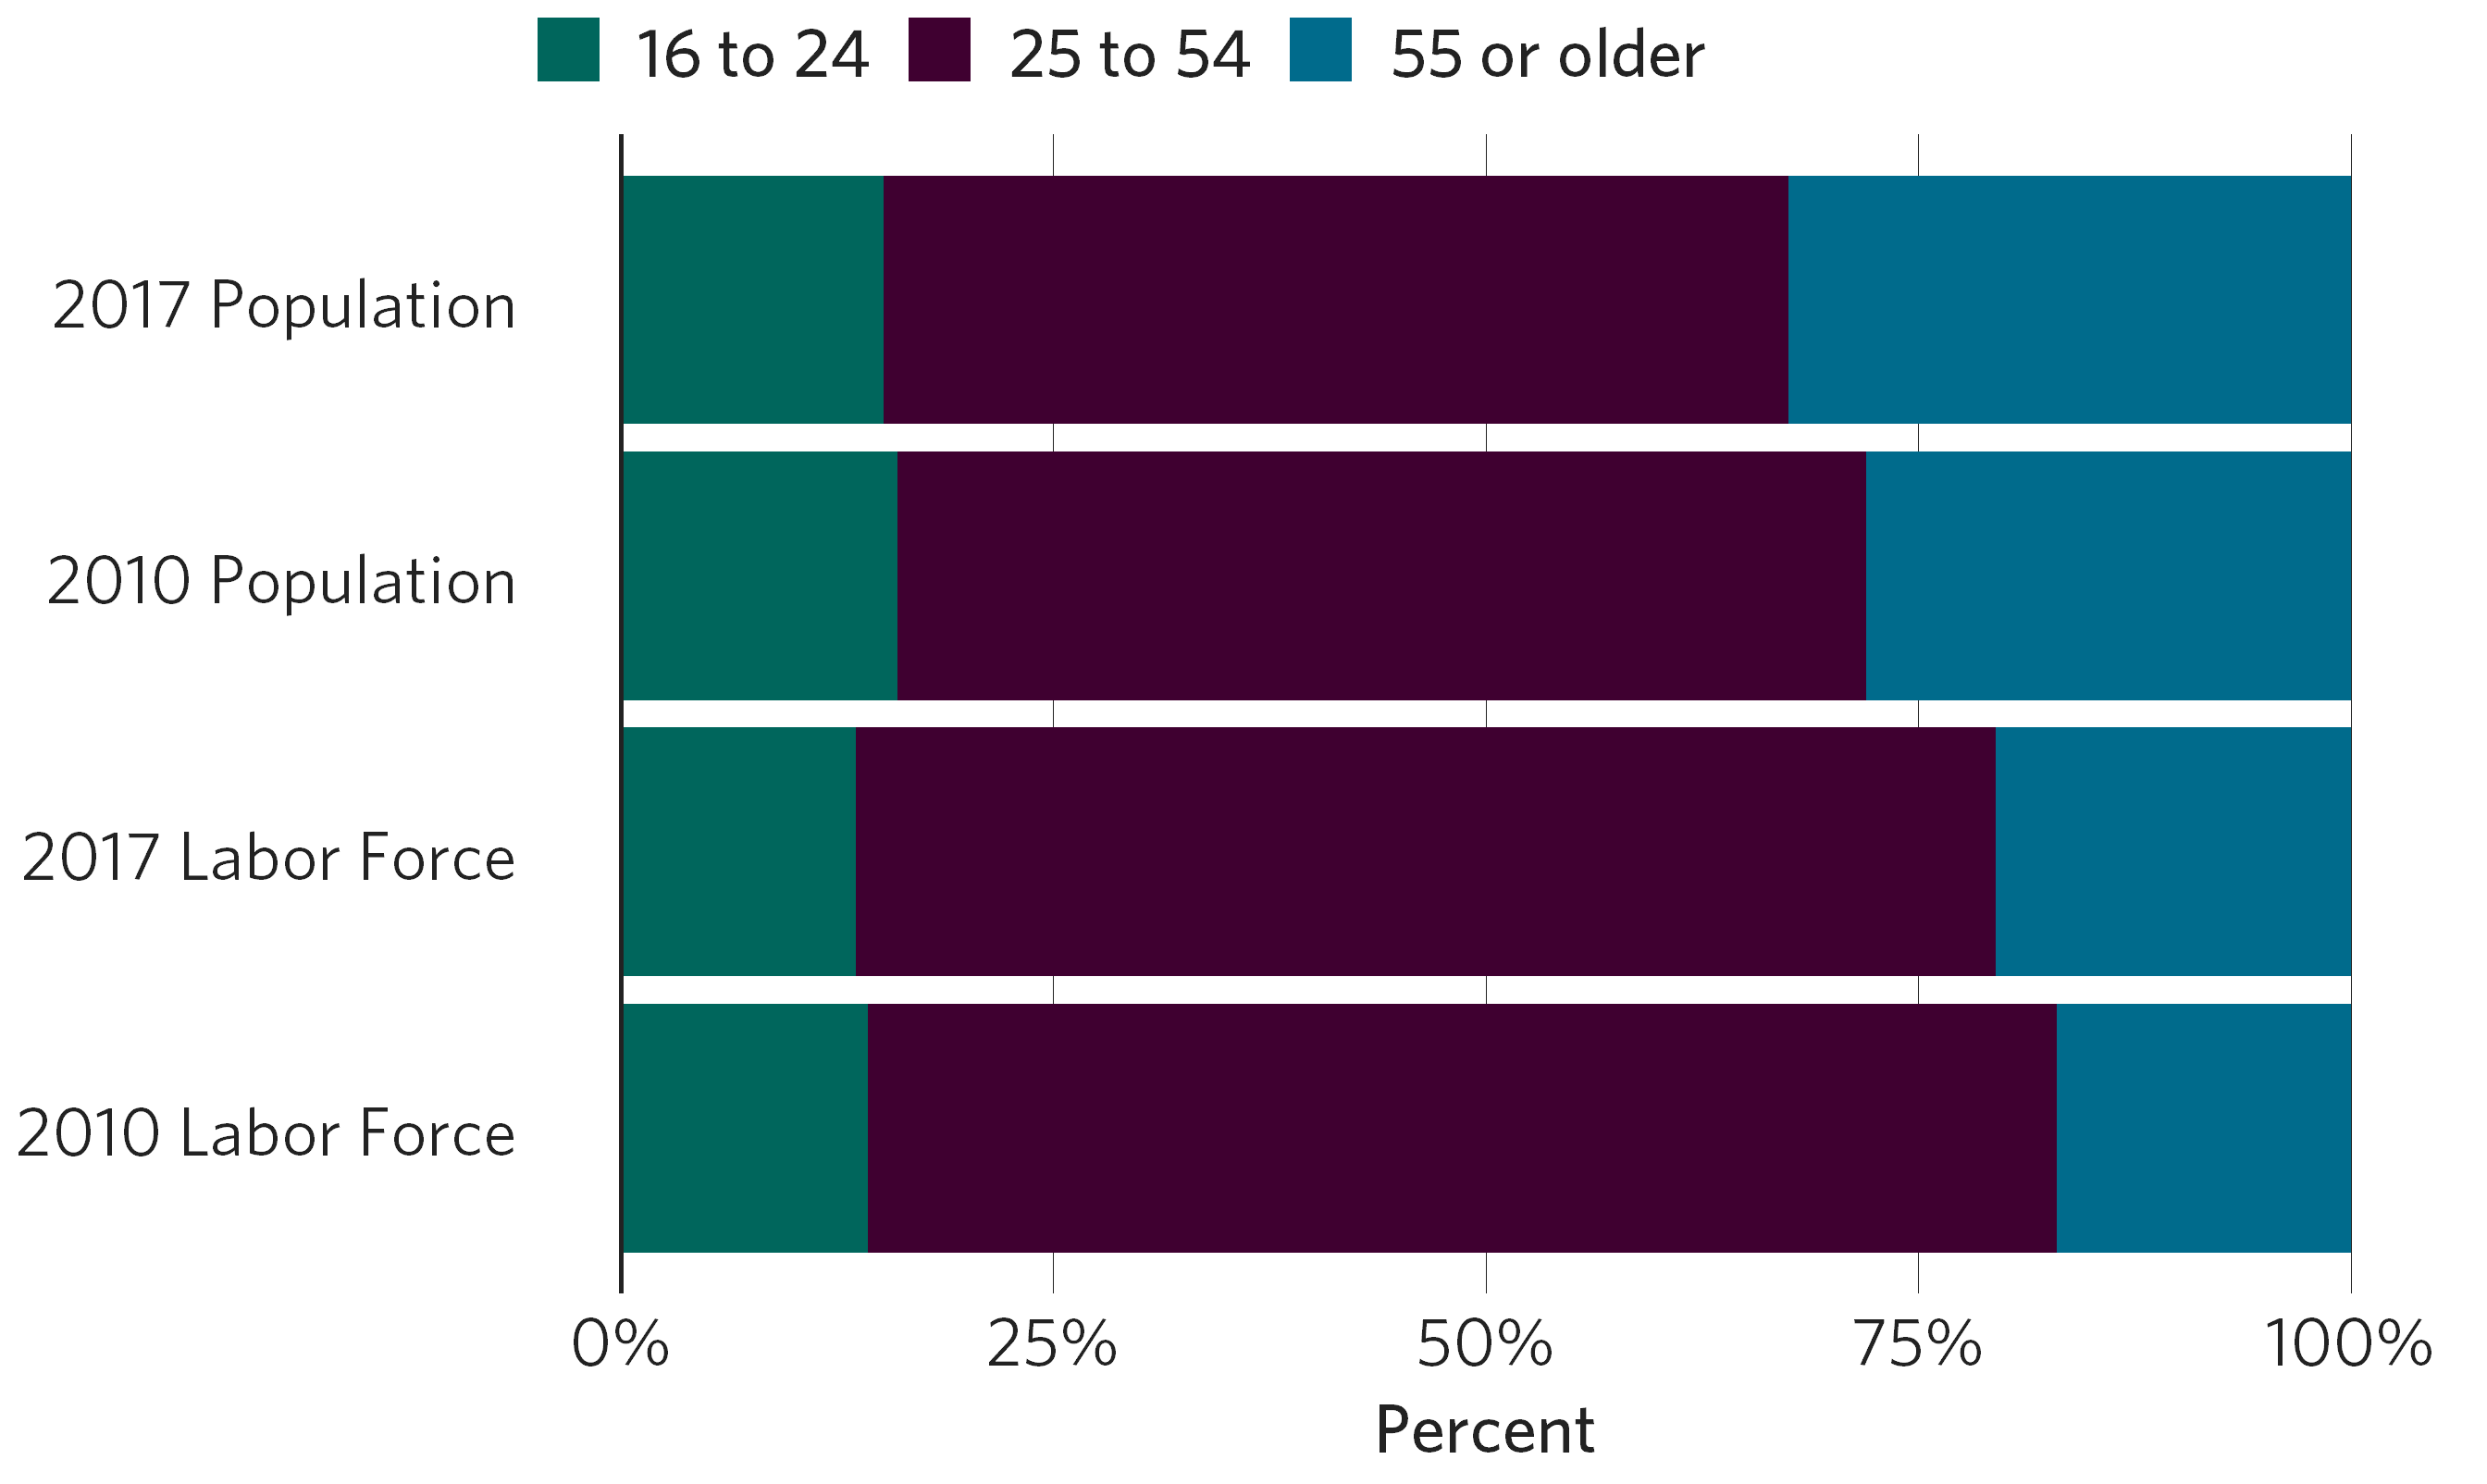 16 to 24 25 to 54 55 or older
2017 Population
2010 Population
2017 Labor Force
2010 Labor Force
0% 25% 50% 75% 100%
Percent